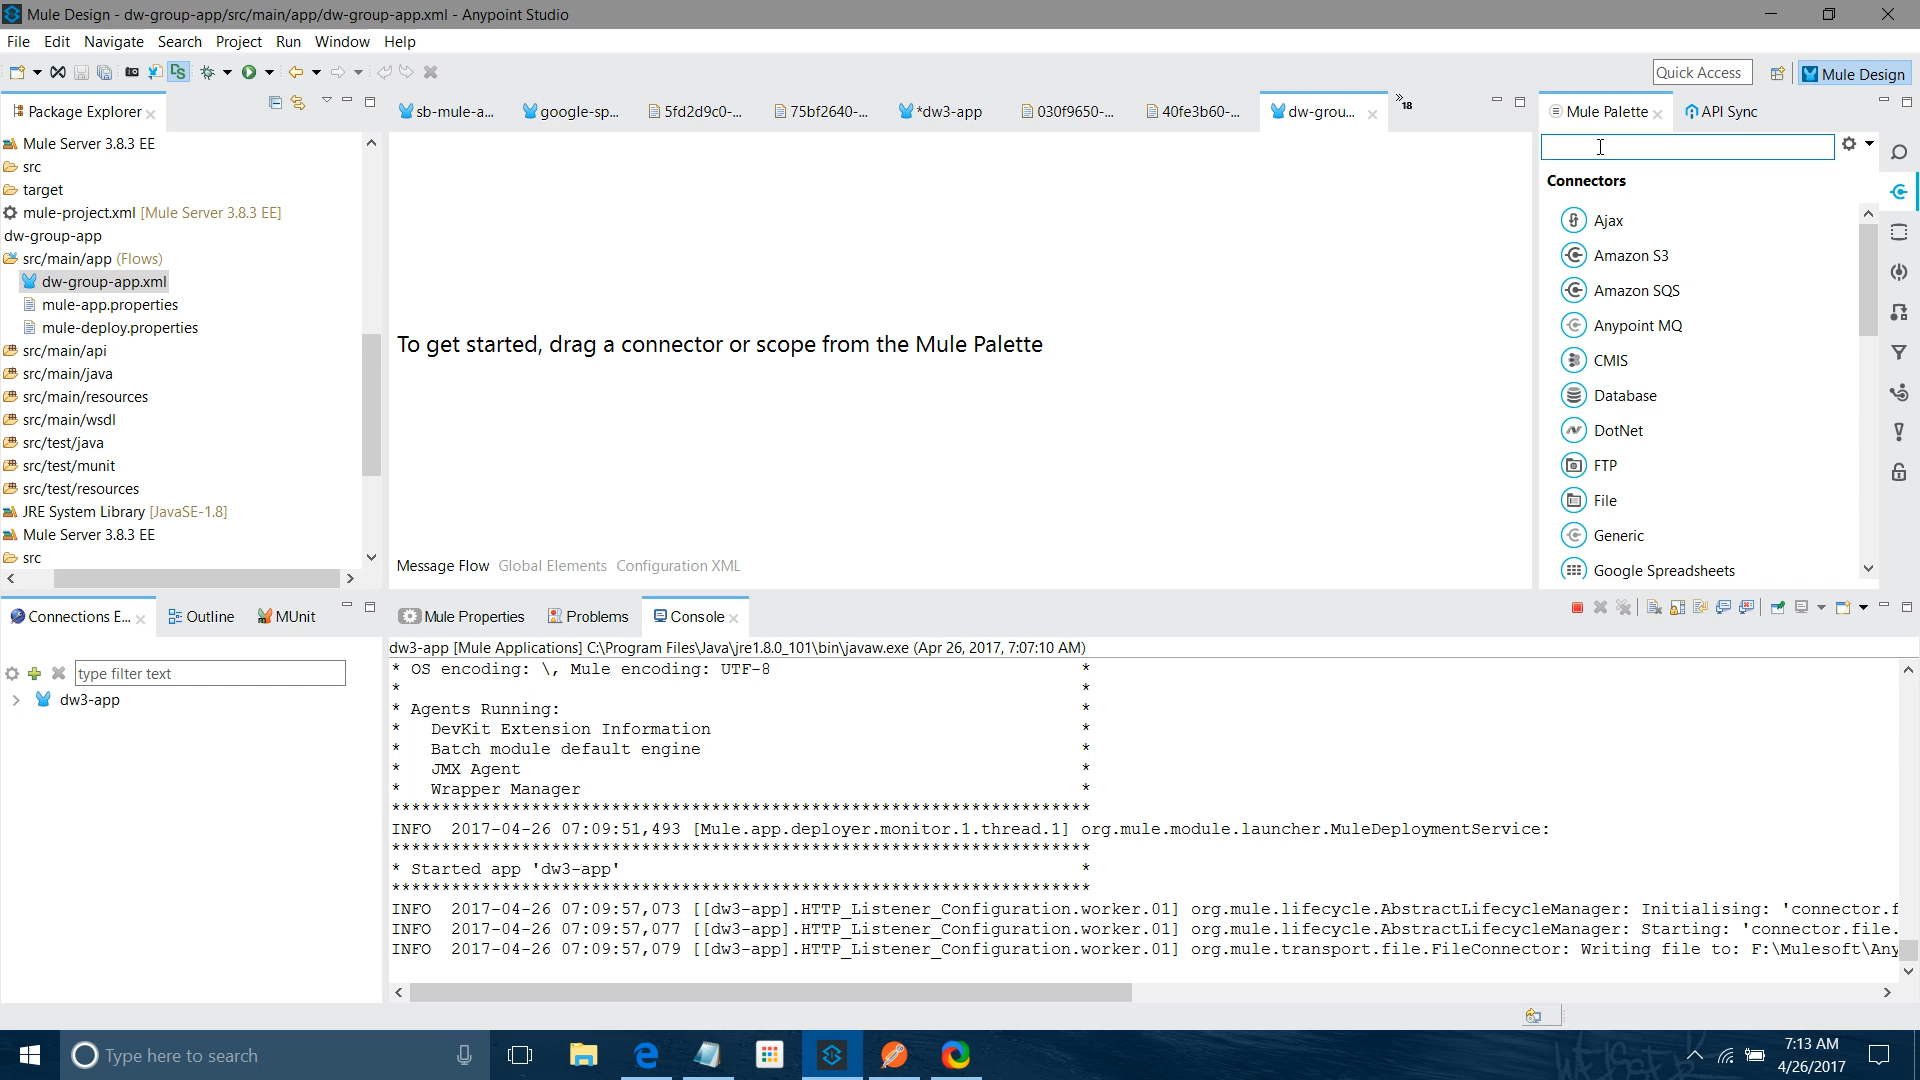 Mule Design - dw-group-app/src/main/app/dw-group-app.xml - Anypoint Studio
File Edit Navigate Search Project Run Window Help
Quick Access
Mule Design
Package Explorer
sb-mule-a...
google-sp...
5fd2d9c0-...
75bf2640-...
*dw3-app
030f9650-...
40fe3b60-...
dw-grou...
18
Mule Palette
API Sync
Mule Server 3.8.3 EE
src
target
mule-project.xml [Mule Server 3.8.3 EE]
dw-group-app
src/main/app (Flows)
dw-group-app.xml
mule-app.properties
mule-deploy.properties
src/main/api
src/main/java
src/main/resources
src/main/wsdl
src/test/java
src/test/munit
src/test/resources
JRE System Library [JavaSE-1.8]
Mule Server 3.8.3 EE
src
To get started, drag a connector or scope from the Mule Palette
Message Flow Global Elements Configuration XML
Connectors
Ajax
Amazon S3
Amazon SQS
Anypoint MQ
CMIS
Database
DotNet
FTP
File
Generic
Google Spreadsheets
Connections E...
Outline
MUnit
type filter text
dw3-app
Mule Properties
Problems
Console
dw3-app [Mule Applications] C:\Program Files\Java\jre1.8.0_101\bin\javaw.exe (Apr 26, 2017, 7:07:10 AM)
* OS encoding: \, Mule encoding: UTF-8 *
* *
* Agents Running: *
* DevKit Extension Information *
* Batch module default engine *
* JMX Agent *
* Wrapper Manager *
**********************************************************************
INFO 2017-04-26 07:09:51,493 [Mule.app.deployer.monitor.1.thread.1] org.mule.module.launcher.MuleDeploymentService:
**********************************************************************
* Started app 'dw3-app' *
**********************************************************************
INFO 2017-04-26 07:09:57,073 [[dw3-app].HTTP_Listener_Configuration.worker.01] org.mule.lifecycle.AbstractLifecycleManager: Initialising: 'connector.f
INFO 2017-04-26 07:09:57,077 [[dw3-app].HTTP_Listener_Configuration.worker.01] org.mule.lifecycle.AbstractLifecycleManager: Starting: 'connector.file.
INFO 2017-04-26 07:09:57,079 [[dw3-app].HTTP_Listener_Configuration.worker.01] org.mule.transport.file.FileConnector: Writing file to: F:\Mulesoft\Any
Type here to search
7:13 AM
4/26/2017